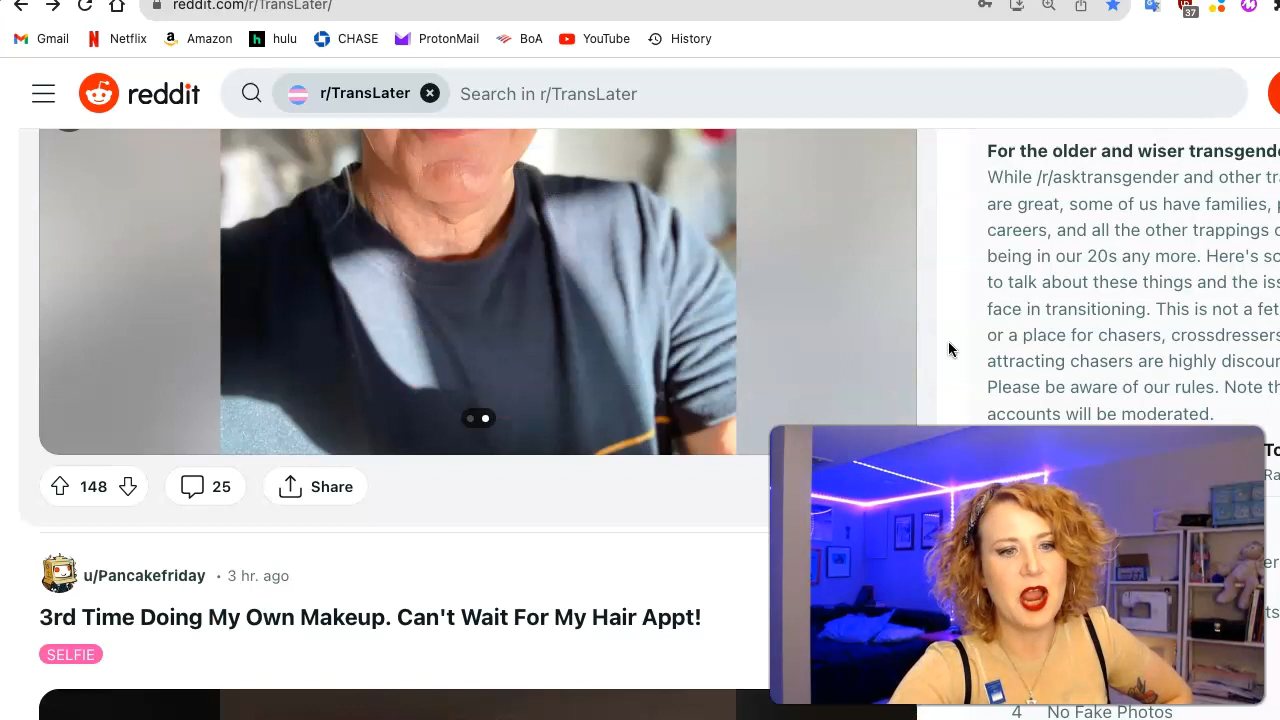 reddit.com/r/TransLater/
37
Gmail Netflix Amazon hulu CHASE ProtonMail BoA YouTube History
reddit r/TransLater Search in r/TransLater
For the older and wiser transgende
While /r/asktransgender and other tr
are great, some of us have families, p
careers, and all the other trappings o
being in our 20s any more. Here's so
to talk about these things and the iss
face in transitioning. This is not a fet
or a place for chasers, crossdressers
attracting chasers are highly discour
Please be aware of our rules. Note th
accounts will be moderated.
148 25 Share
u/Pancakefriday • 3 hr. ago
3rd Time Doing My Own Makeup. Can't Wait For My Hair Appt!
SELFIE
4 No Fake Photos